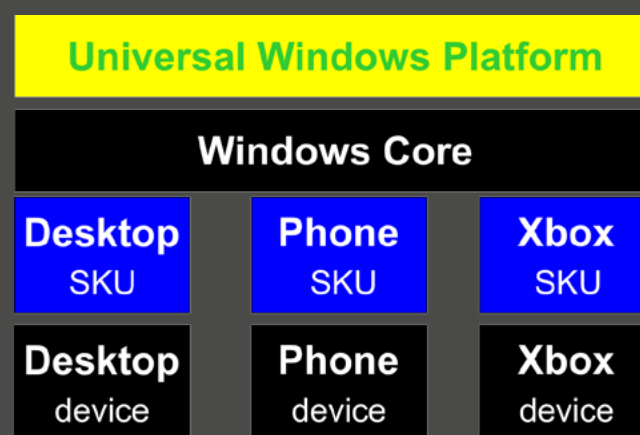 Universal Windows Platform
Windows Core
Desktop
SKU
Phone
SKU
Xbox
SKU
Desktop
device
Phone
device
Xbox
device